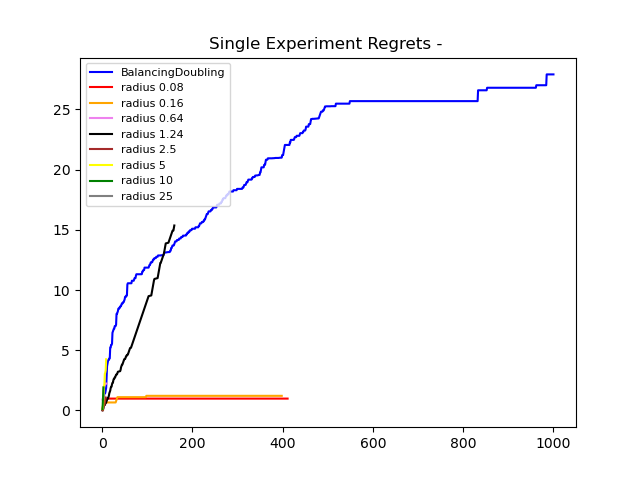 Single Experiment Regrets -
BalancingDoubling
radius 0.08
radius 0.16
radius 0.64
radius 1.24
radius 2.5
radius 5
radius 10
radius 25
25
20
15
10
5
0
0 200 400 600 800 1000